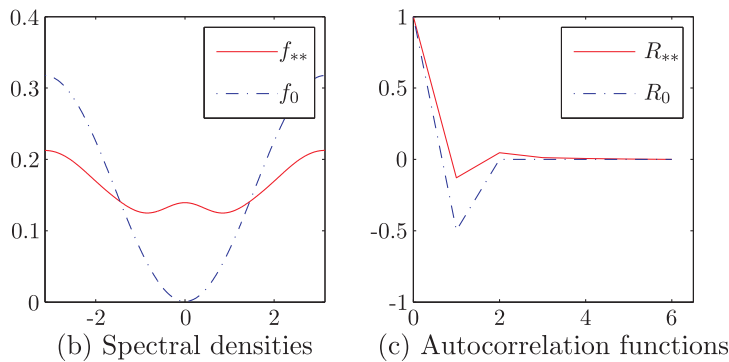 0.4
0.3
0.2
0.1
0
-2
0
2
f**
f0
(b) Spectral densities
1
0.5
0
-0.5
-1
0
2
4
6
R**
R0
(c) Autocorrelation functions